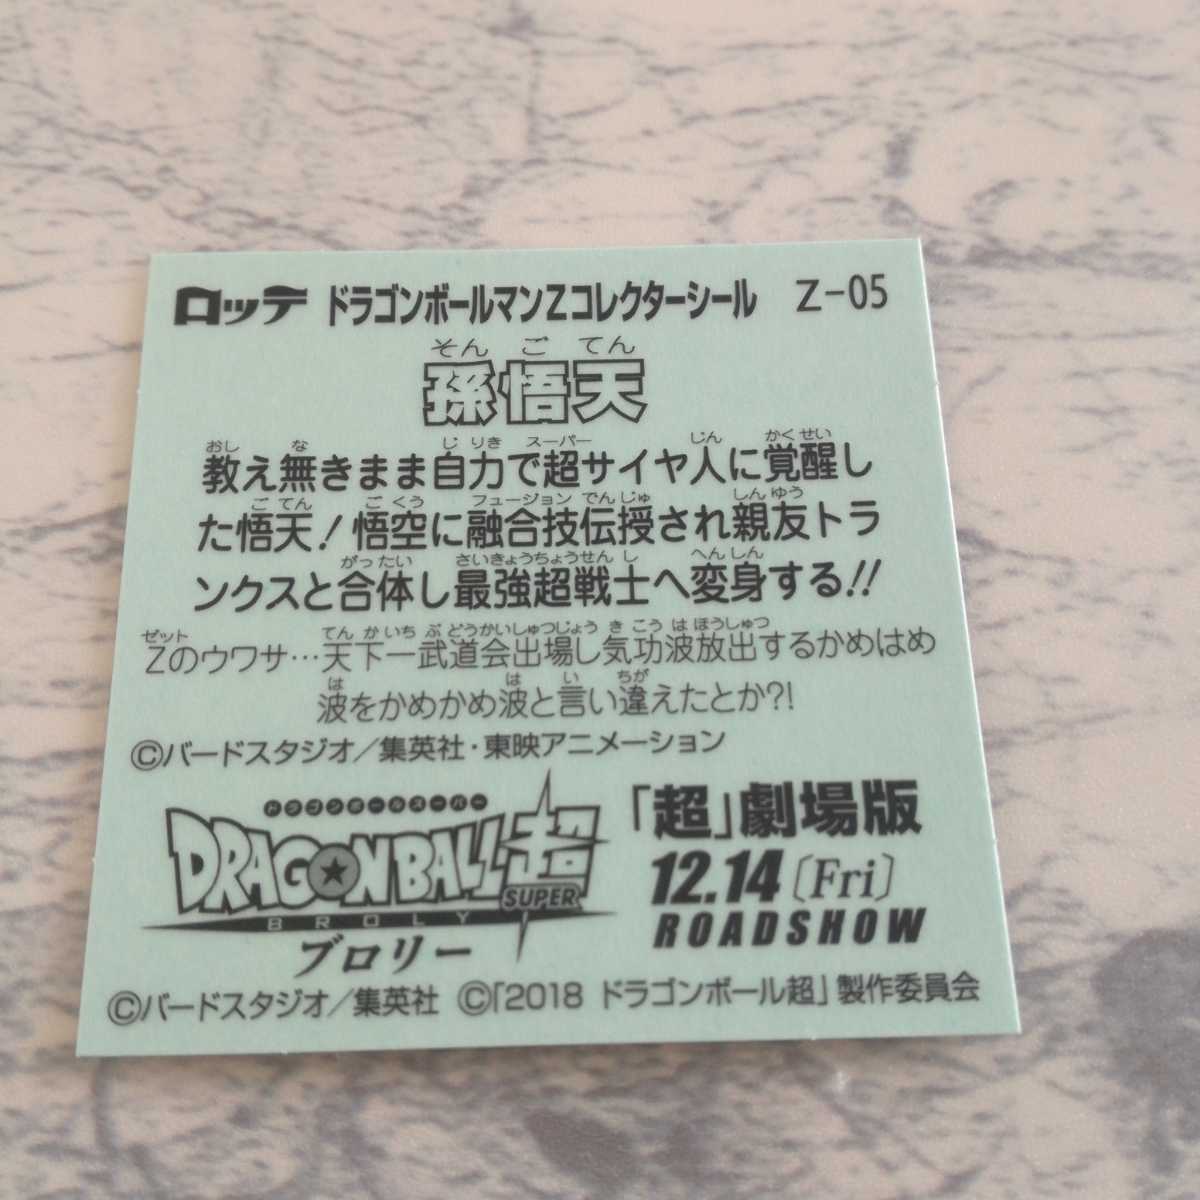 ロッテ ドラゴンボールマンZコレクターシール Z-05
そん ご てん
孫悟天
おし な じ りき スーパー じん かく せい
教え無きまま自力で超サイヤ人に覚醒し
ご てん ご くう フュージョン でん じゅ しん ゆう
た悟天!悟空に融合技伝授され親友トラ
がっ たい さいきょうちょうせん し へん しん
ンクスと合体し最強超戦士へ変身する!!
ゼット てん か いち ぶ どうかいしゅつじょう き こう は ほうしゅつ
Zのウワサ…天下一武道会出場し気功波放出するかめはめ
は は い ちが
波をかめかめ波と言い違えたとか?!
©バードスタジオ/集英社・東映アニメーション
ドラゴンボールスーパー
DRAGON BALL 超
SUPER
BROLY
ブロリー
「超」劇場版
12.14〔Fri〕
ROADSHOW
©バードスタジオ/集英社 ©「2018 ドラゴンボール超」製作委員会